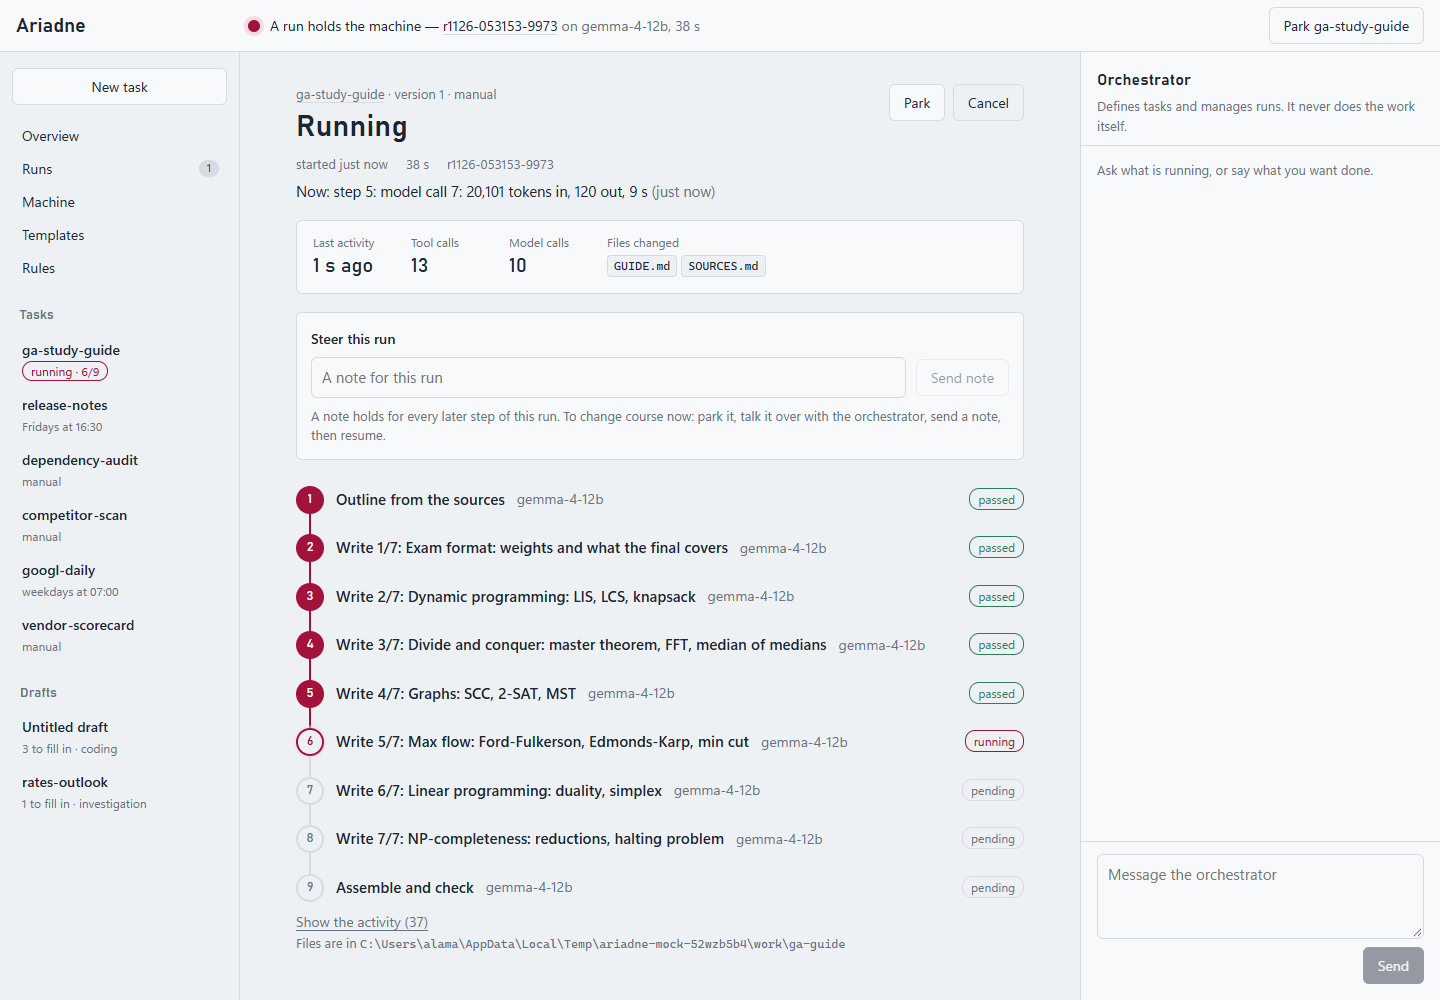 Ariadne
A run holds the machine — r1126-053153-9973 on gemma-4-12b, 38 s
Park ga-study-guide
New task
Overview
Runs 1
Machine
Templates
Rules
Tasks
ga-study-guide
running · 6/9
release-notes
Fridays at 16:30
dependency-audit
manual
competitor-scan
manual
googl-daily
weekdays at 07:00
vendor-scorecard
manual
Drafts
Untitled draft
3 to fill in · coding
rates-outlook
1 to fill in · investigation
ga-study-guide · version 1 · manual
Running
Park
Cancel
started just now 38 s r1126-053153-9973
Now: step 5: model call 7: 20,101 tokens in, 120 out, 9 s (just now)
Last activity Tool calls Model calls Files changed
1 s ago 13 10 GUIDE.md SOURCES.md
Steer this run
A note for this run
Send note
A note holds for every later step of this run. To change course now: park it, talk it over with the orchestrator, send a note,
then resume.
1 Outline from the sources gemma-4-12b passed
2 Write 1/7: Exam format: weights and what the final covers gemma-4-12b passed
3 Write 2/7: Dynamic programming: LIS, LCS, knapsack gemma-4-12b passed
4 Write 3/7: Divide and conquer: master theorem, FFT, median of medians gemma-4-12b passed
5 Write 4/7: Graphs: SCC, 2-SAT, MST gemma-4-12b passed
6 Write 5/7: Max flow: Ford-Fulkerson, Edmonds-Karp, min cut gemma-4-12b running
7 Write 6/7: Linear programming: duality, simplex gemma-4-12b pending
8 Write 7/7: NP-completeness: reductions, halting problem gemma-4-12b pending
9 Assemble and check gemma-4-12b pending
Show the activity (37)
Files are in C:\Users\alama\AppData\Local\Temp\ariadne-mock-52wzb5b4\work\ga-guide
Orchestrator
Defines tasks and manages runs. It never does the work
itself.
Ask what is running, or say what you want done.
Message the orchestrator
Send